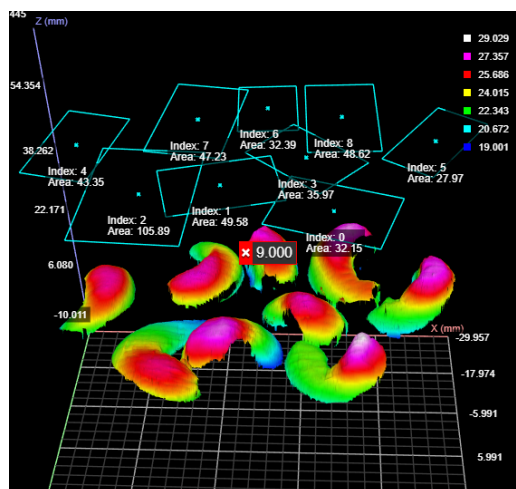 445
Z (mm)
29.029
27.357
25.686
24.015
22.343
20.672
19.001
54.354
38.262
22.171
6.080
-10.011
Index: 6
Area: 32.39
Index: 7
Area: 47.23
Index: 8
Area: 48.62
Index: 4
Area: 43.35
Index: 5
Area: 27.97
Index: 3
Area: 35.97
Index: 1
Area: 49.58
Index: 2
Area: 105.89
Index: 0
Area: 32.15
9.000
X (mm)
-29.957
-17.974
-5.991
5.991